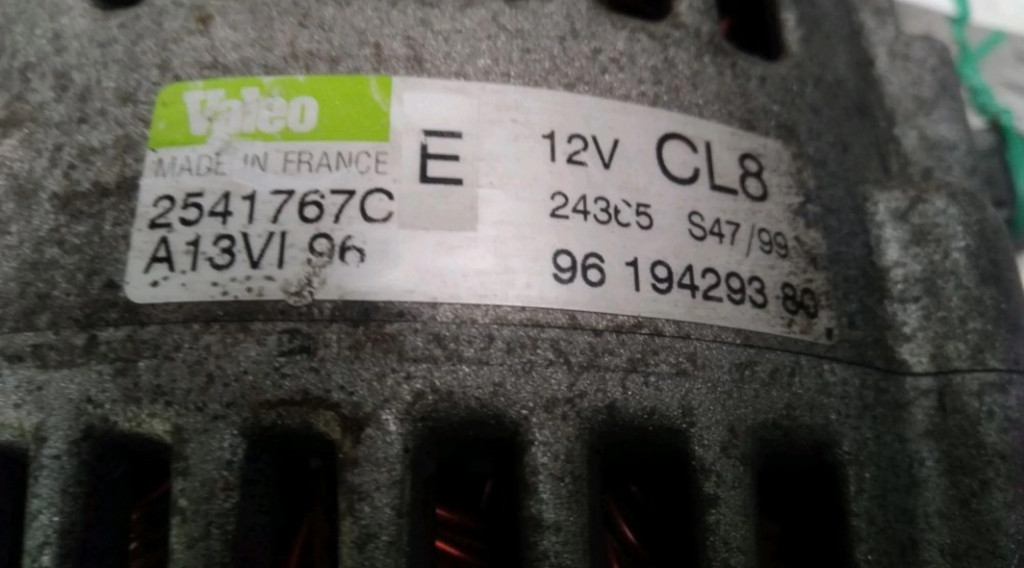 Valeo
MADE IN FRANCE
2541767C
A13VI 96
E
12V CL8
S47/99
96 194293 80